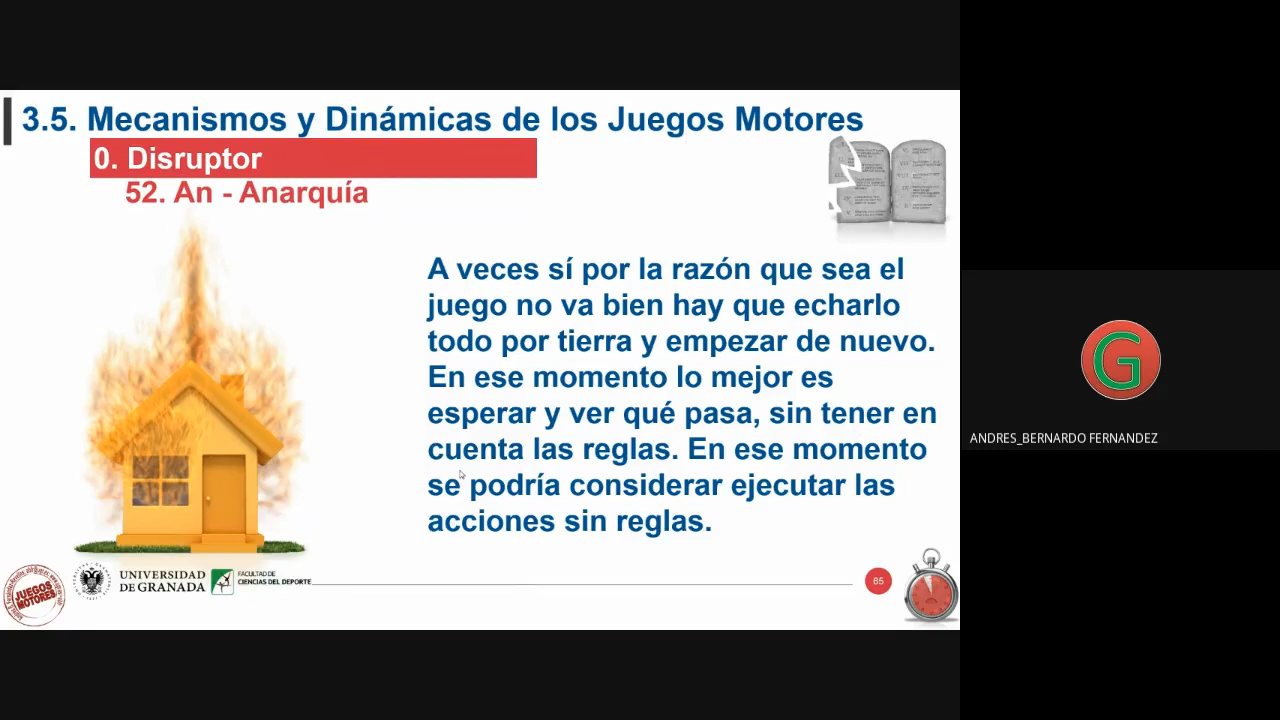 3.5. Mecanismos y Dinámicas de los Juegos Motores
0. Disruptor
52. An - Anarquía
A veces sí por la razón que sea el
juego no va bien hay que echarlo
todo por tierra y empezar de nuevo.
En ese momento lo mejor es
esperar y ver qué pasa, sin tener en
cuenta las reglas. En ese momento
se podría considerar ejecutar las
acciones sin reglas.
JUEGOS
MOTORES
UNIVERSIDAD
DE GRANADA
FACULTAD DE
CIENCIAS DEL DEPORTE
65
G
ANDRES_BERNARDO FERNANDEZ